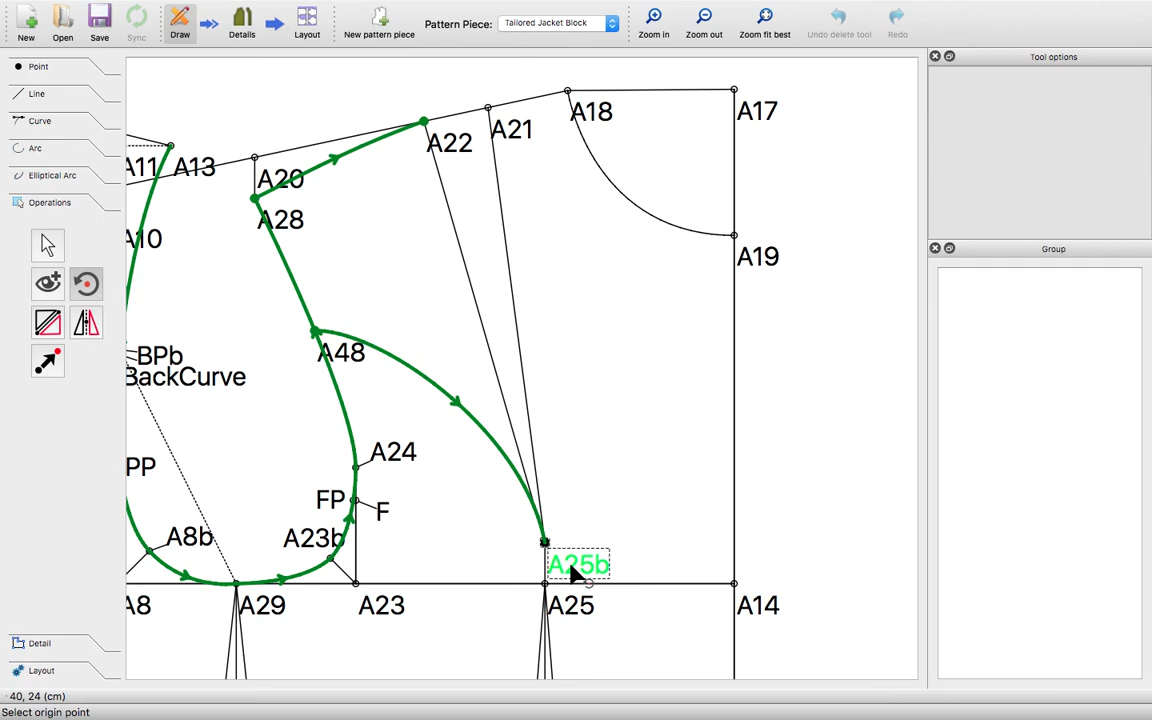 New
Open
Save
Sync
Draw
Details
Layout
New pattern piece
Pattern Piece: Tailored Jacket Block
Zoom in
Zoom out
Zoom fit best
Undo delete tool
Redo
Point
Line
Curve
Arc
Elliptical Arc
Operations
Detail
Layout
Tool options
Group
A18
A17
A21
A22
A11
A13
A20
A28
A10
A19
A48
BPb
BackCurve
A24
PP
FP
F
A8b
A23b
A25b
A8
A29
A23
A25
A14
40, 24 (cm)
Select origin point